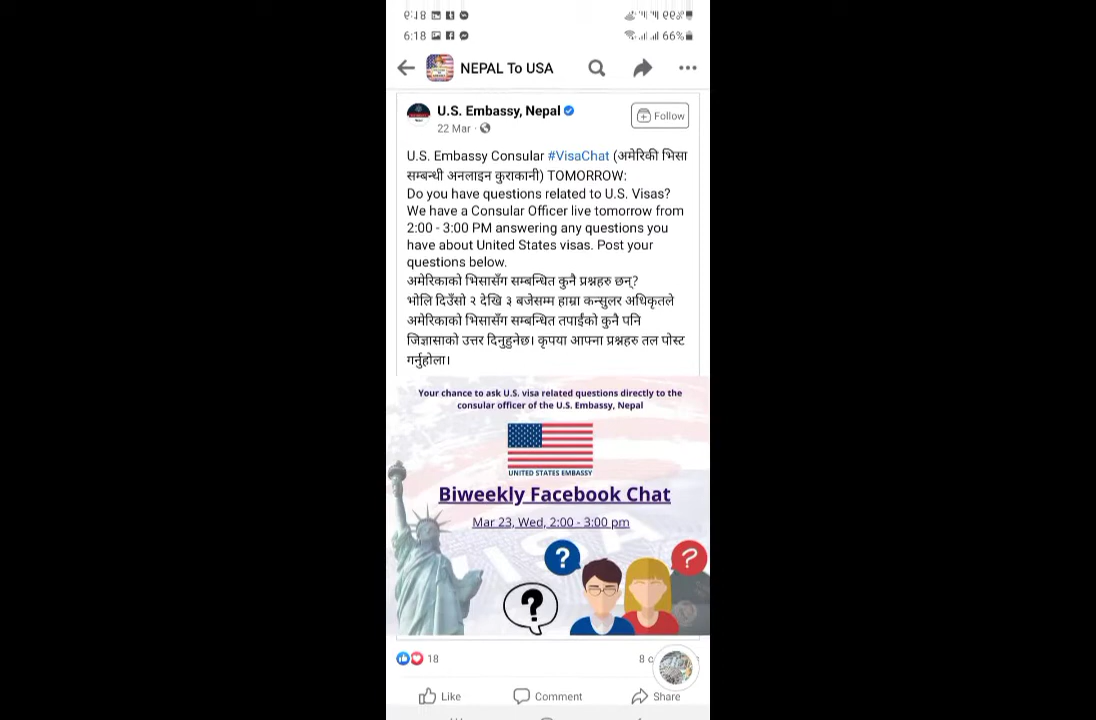 6:18
66%
NEPAL To USA
U.S. Embassy, Nepal
Follow
22 Mar
U.S. Embassy Consular #VisaChat (अमेरिकी भिसा
सम्बन्धी अनलाइन कुराकानी) TOMORROW:
Do you have questions related to U.S. Visas?
We have a Consular Officer live tomorrow from
2:00 - 3:00 PM answering any questions you
have about United States visas. Post your
questions below.
अमेरिकाको भिसासँग सम्बन्धित कुनै प्रश्नहरु छन्?
भोलि दिउँसो २ देखि ३ बजेसम्म हाम्रा कन्सुलर अधिकृतले
अमेरिकाको भिसासँग सम्बन्धित तपाईंको कुनै पनि
जिज्ञासाको उत्तर दिनुहुनेछ। कृपया आफ्ना प्रश्नहरु तल पोस्ट
गर्नुहोला।
Your chance to ask U.S. visa related questions directly to the
consular officer of the U.S. Embassy, Nepal
UNITED STATES EMBASSY
Biweekly Facebook Chat
Mar 23, Wed, 2:00 - 3:00 pm
? ?
?
18
8
Like
Comment
Share